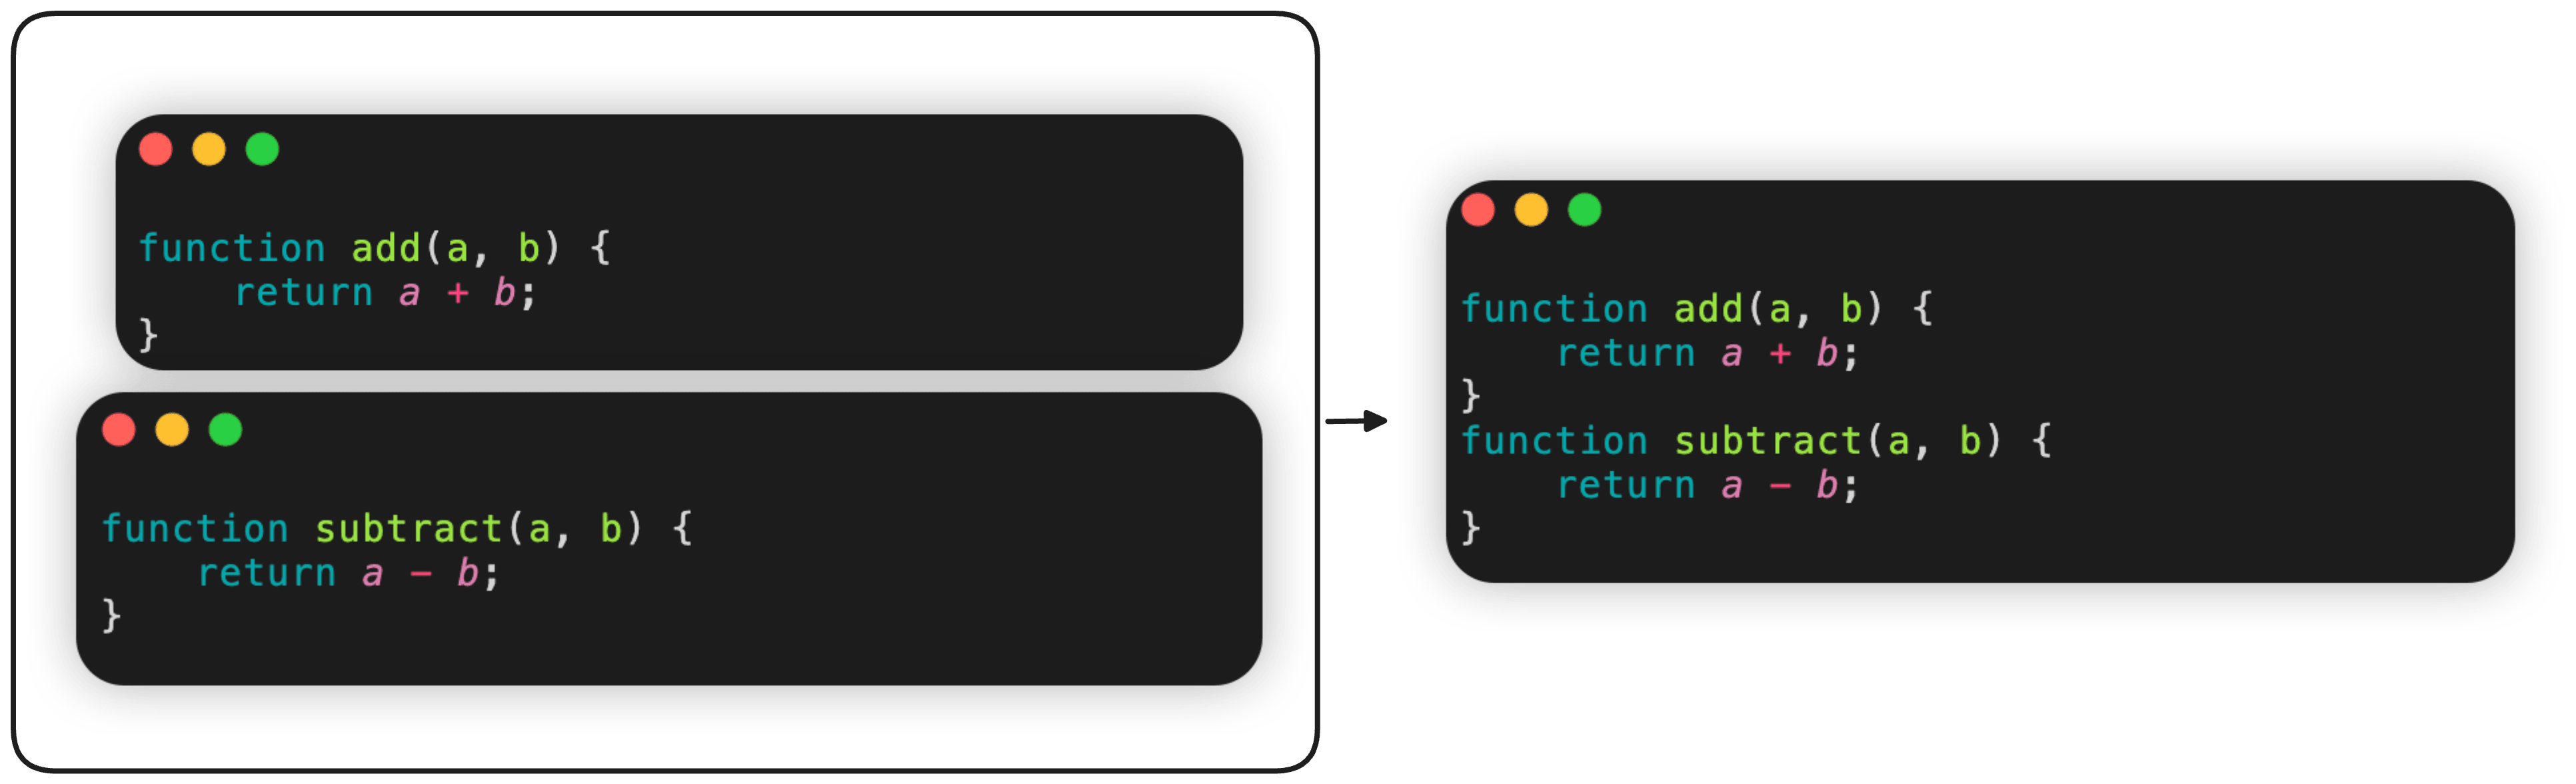 function add(a, b) {
    return a + b;
}
function subtract(a, b) {
    return a - b;
}
function add(a, b) {
    return a + b;
}
function subtract(a, b) {
    return a - b;
}